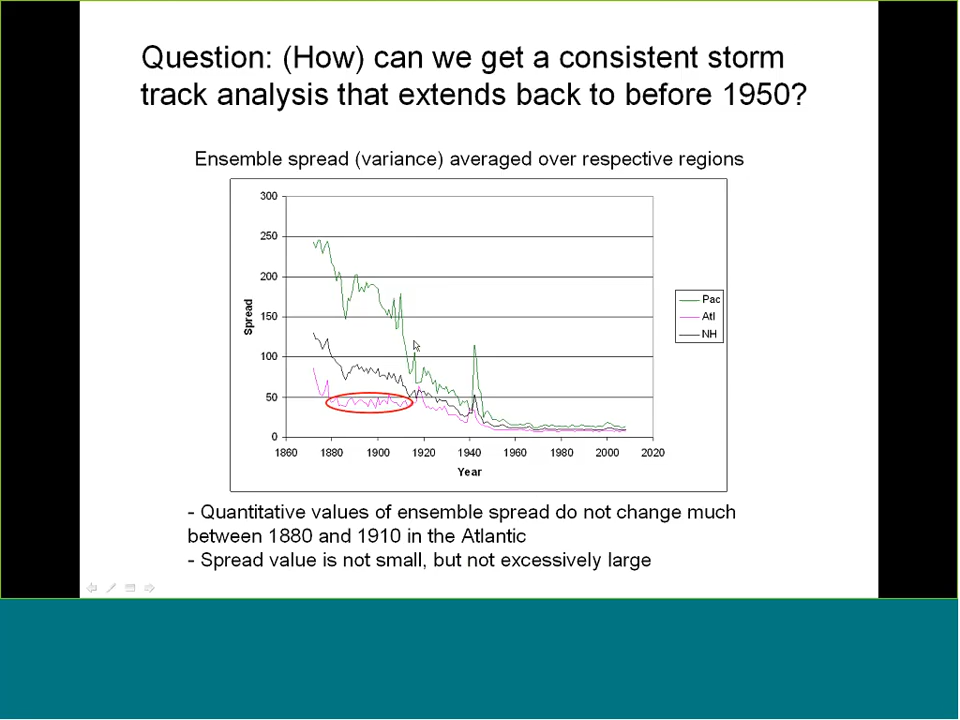 Question: (How) can we get a consistent storm
track analysis that extends back to before 1950?
Ensemble spread (variance) averaged over respective regions
300
250
200
150
100
50
0
Spread
1860 1880 1900 1920 1940 1960 1980 2000 2020
Year
Pac
Atl
NH
- Quantitative values of ensemble spread do not change much
between 1880 and 1910 in the Atlantic
- Spread value is not small, but not excessively large